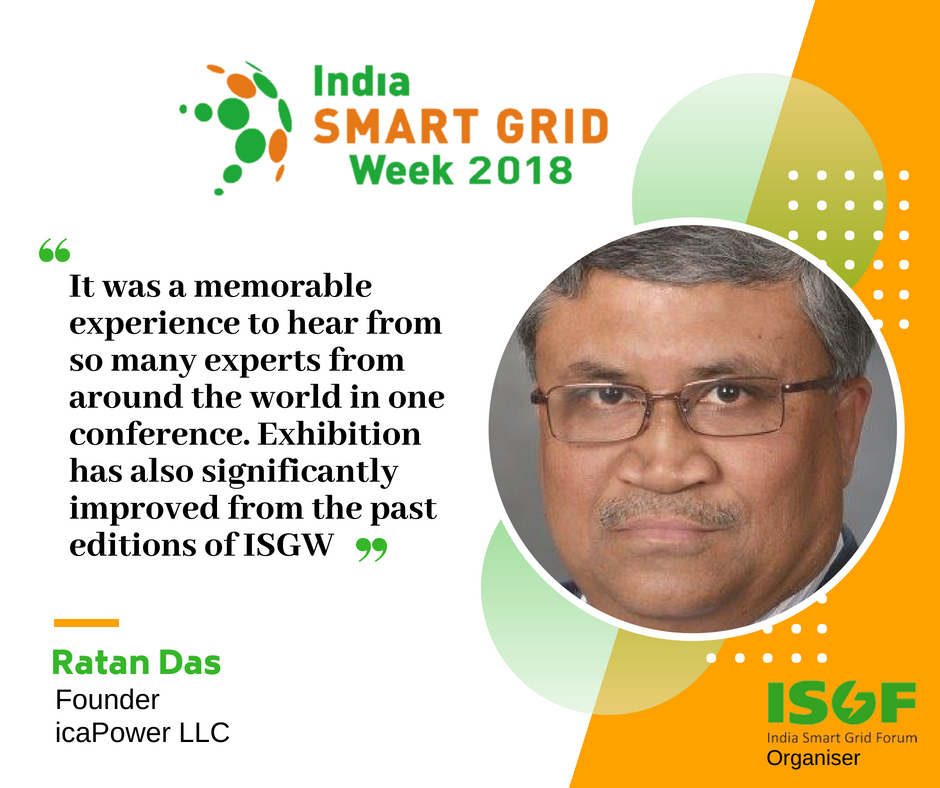 India
SMART GRID
Week 2018
“
It was a memorable
experience to hear from
so many experts from
around the world in one
conference. Exhibition
has also significantly
improved from the past
editions of ISGW ”
Ratan Das
Founder
icaPower LLC
ISGF
India Smart Grid Forum
Organiser